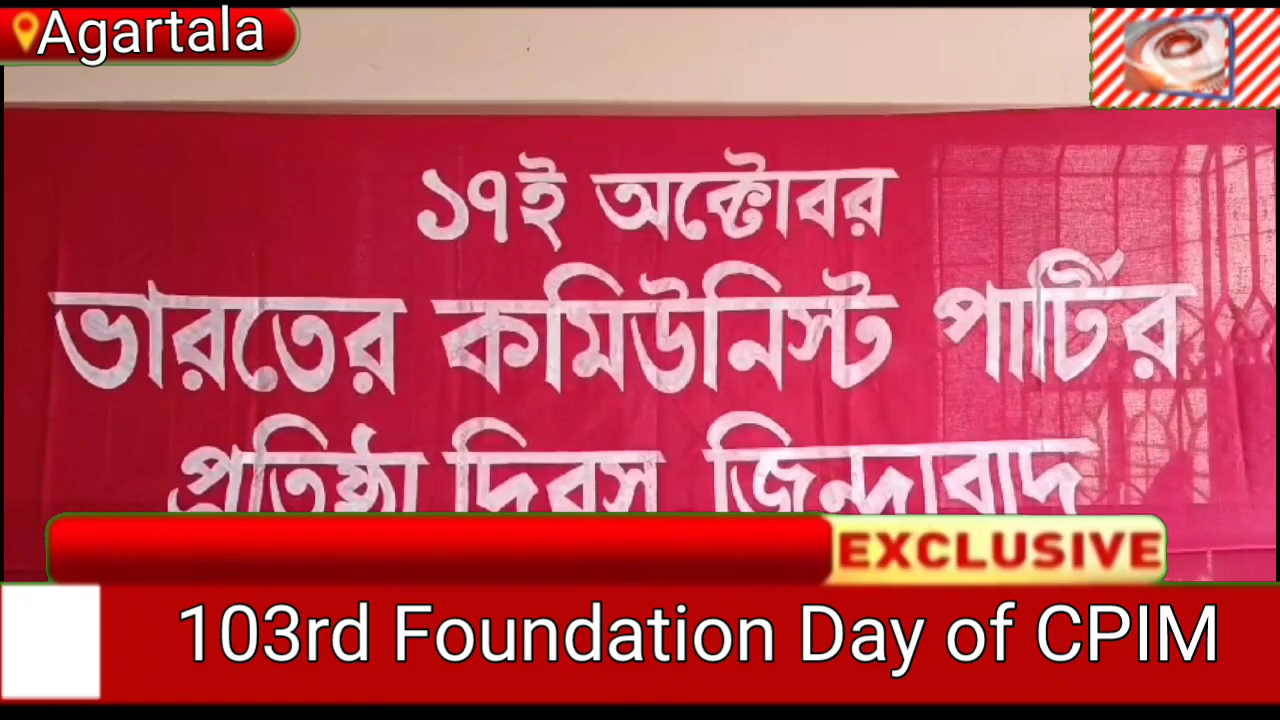 Agartala
১৭ই অক্টোবর
ভারতের কমিউনিস্ট পার্টির
প্রতিষ্ঠা দিবস জিন্দাবাদ
EXCLUSIVE
103rd Foundation Day of CPIM